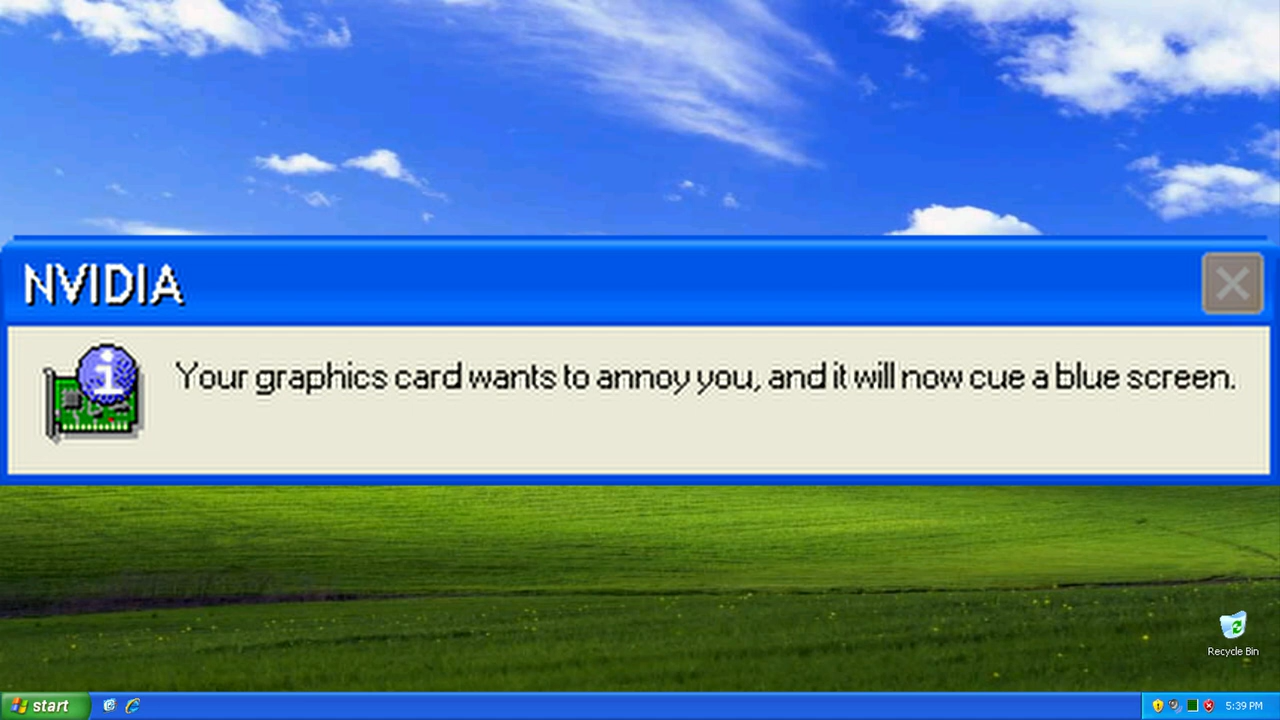 NVIDIA
Your graphics card wants to annoy you, and it will now cue a blue screen.
Recycle Bin
start
5:39 PM